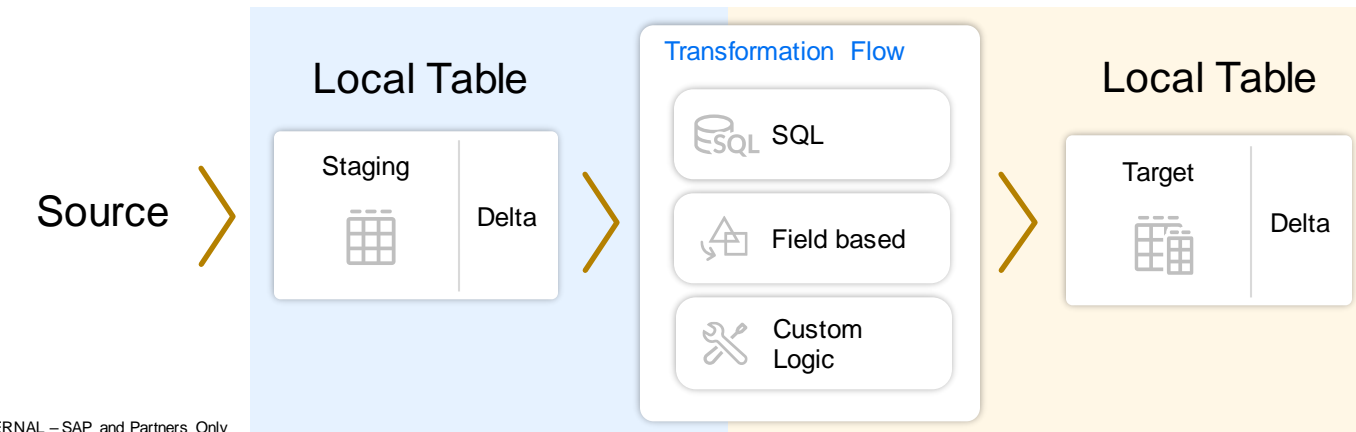 Source
Local Table
Staging
Delta
Transformation Flow
SQL
SQL
Field based
Custom
Logic
Local Table
Target
Delta
ERNAL – SAP and Partners Only